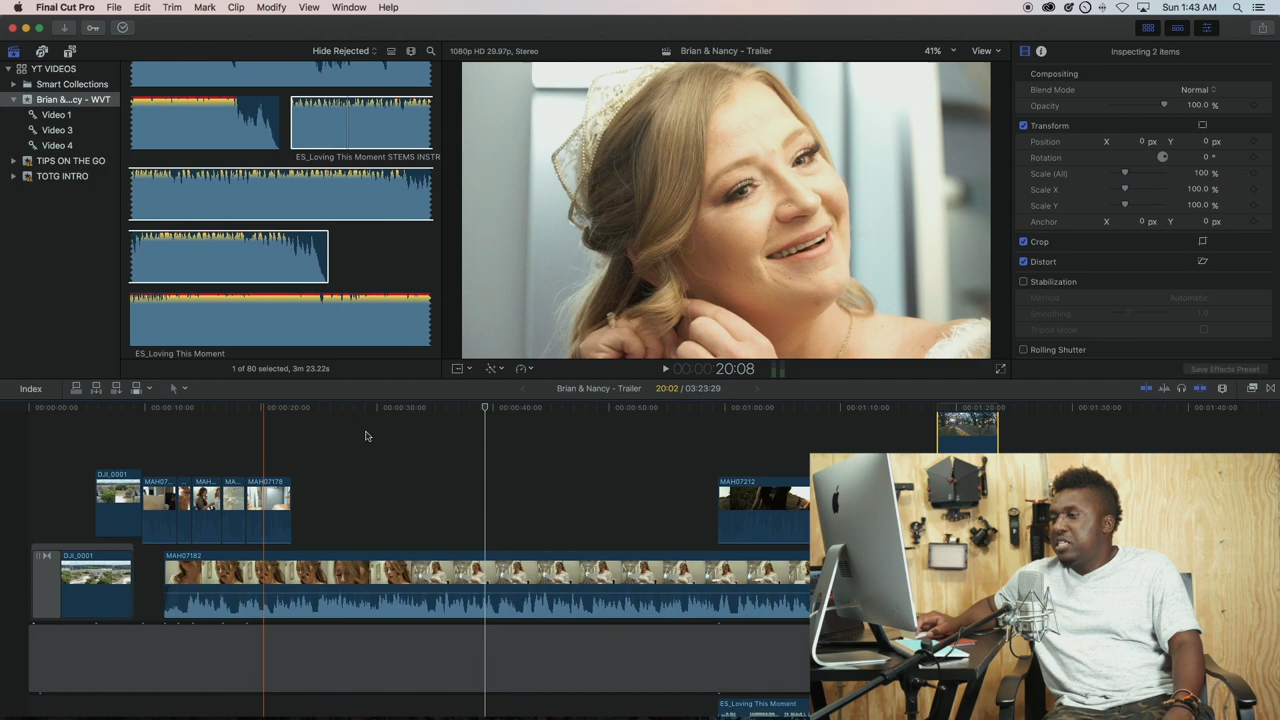 Final Cut Pro File Edit Trim Mark Clip Modify View Window Help Sun 1:43 AM
Hide Rejected 1080p HD 29.97p, Stereo Brian & Nancy - Trailer 41% View Inspecting 2 items
YT VIDEOS
Smart Collections
Brian &...cy - WVT
Video 1
Video 3
Video 4
TIPS ON THE GO
TOTG INTRO
ES_Loving This Moment STEMS INSTR
ES_Loving This Moment
1 of 80 selected, 3m 23.22s
00:00:00:20:08
Compositing
Blend Mode Normal
Opacity 100.0 %
Transform
Position X 0 px Y 0 px
Rotation 0 °
Scale (All) 100 %
Scale X 100.0 %
Scale Y 100.0 %
Anchor X 0 px Y 0 px
Crop
Distort
Stabilization
Method Automatic
Smoothing 1.0
Tripod Mode
Rolling Shutter
Save Effects Preset
Index Brian & Nancy - Trailer 20:02 / 03:23:29
00:00:00:00 00:00:10:00 00:00:20:00 00:00:30:00 00:00:40:00 00:00:50:00 00:01:00:00 00:01:10:00 00:01:20:00 00:01:30:00 00:01:40:00
DJI_0001 MAH07... ... MAH... MA... MAH07178 MAH07212
DJI_0001 MAH07182
ES_Loving This Moment